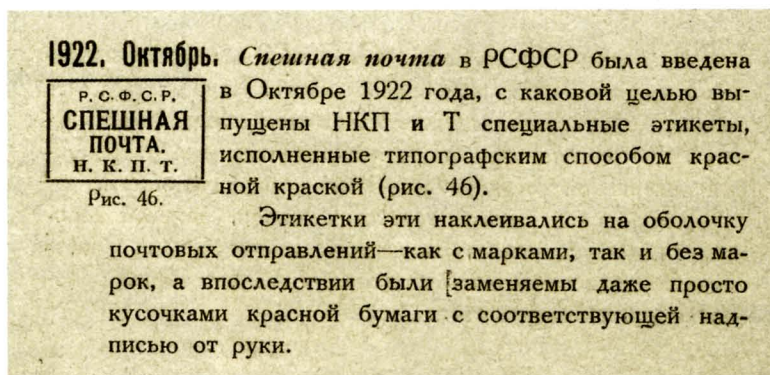 1922. Октябрь. Спешная почта в РСФСР была введена
Р. С. Ф. С. Р.
СПЕШНАЯ
ПОЧТА.
Н. К. П. Т.
Рис. 46.
в Октябре 1922 года, с каковой целью вы-
пущены НКП и Т специальные этикеты,
исполненные типографским способом крас-
ной краской (рис. 46).
Этикетки эти наклеивались на оболочку
почтовых отправлений—как с марками, так и без ма-
рок, а впоследствии были [заменяемы даже просто
кусочками красной бумаги с соответствующей над-
писью от руки.